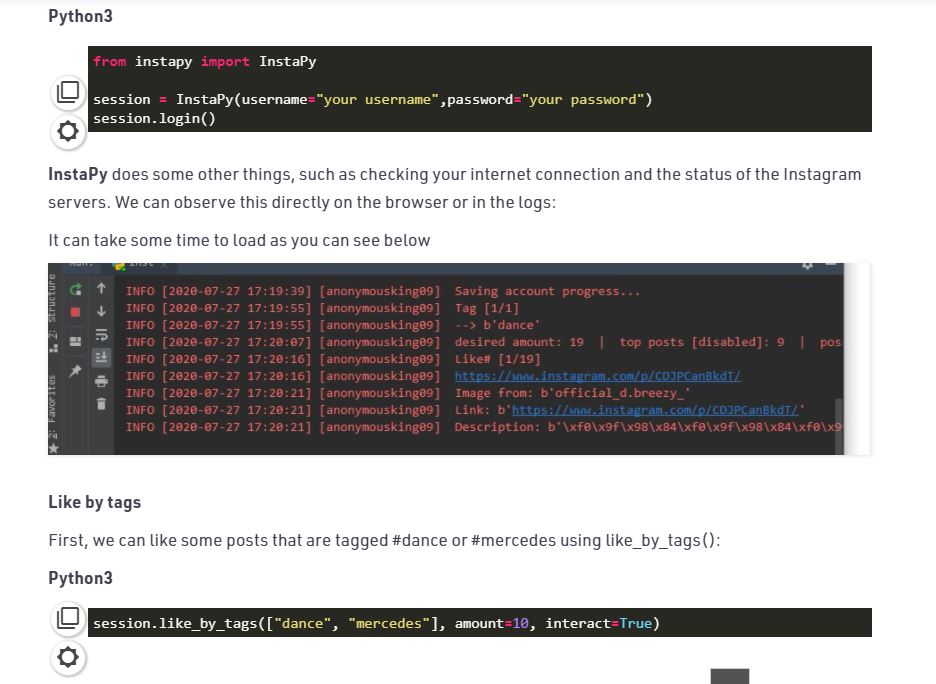 Python3
from instapy import InstaPy
session = InstaPy(username="your username",password="your password")
session.login()
InstaPy does some other things, such as checking your internet connection and the status of the Instagram
servers. We can observe this directly on the browser or in the logs:
It can take some time to load as you can see below
INFO [2020-07-27 17:19:39] [anonymousking09] Saving account progress...
INFO [2020-07-27 17:19:55] [anonymousking09] Tag [1/1]
INFO [2020-07-27 17:19:55] [anonymousking09] --> b'dance'
INFO [2020-07-27 17:20:07] [anonymousking09] desired amount: 19 | top posts [disabled]: 9 | pos
INFO [2020-07-27 17:20:16] [anonymousking09] Like# [1/19]
INFO [2020-07-27 17:20:16] [anonymousking09] https://www.instagram.com/p/CDJPCanBkdT/
INFO [2020-07-27 17:20:21] [anonymousking09] Image from: b'official_d.breezy_'
INFO [2020-07-27 17:20:21] [anonymousking09] Link: b'https://www.instagram.com/p/CDJPCanBkdT/'
INFO [2020-07-27 17:20:21] [anonymousking09] Description: b'\xf0\x9f\x98\x84\xf0\x9f\x98\x84\xf0\x9
Z: Structure
2: Favorites
Like by tags
First, we can like some posts that are tagged #dance or #mercedes using like_by_tags():
Python3
session.like_by_tags(["dance", "mercedes"], amount=10, interact=True)